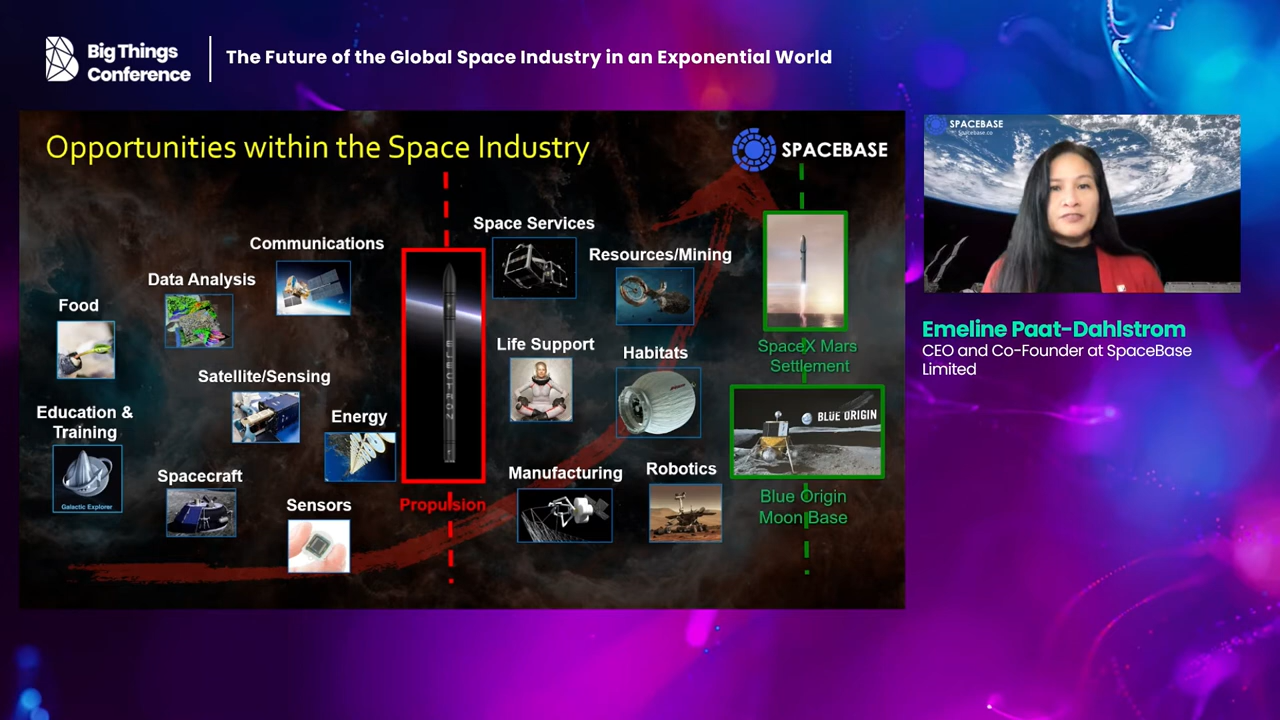 Big Things
Conference
The Future of the Global Space Industry in an Exponential World
Opportunities within the Space Industry
SPACEBASE
Space Services
Communications
Resources/Mining
Data Analysis
Food
ELECTRON
Life Support
Habitats
SpaceX Mars
Settlement
Satellite/Sensing
Education &
Training
Energy
BLUE ORIGIN
Spacecraft
Manufacturing
Robotics
Galactic Explorer
Sensors
Propulsion
Blue Origin
Moon Base
SPACEBASE
Spacebase.co
Emeline Paat-Dahlstrom
CEO and Co-Founder at SpaceBase
Limited